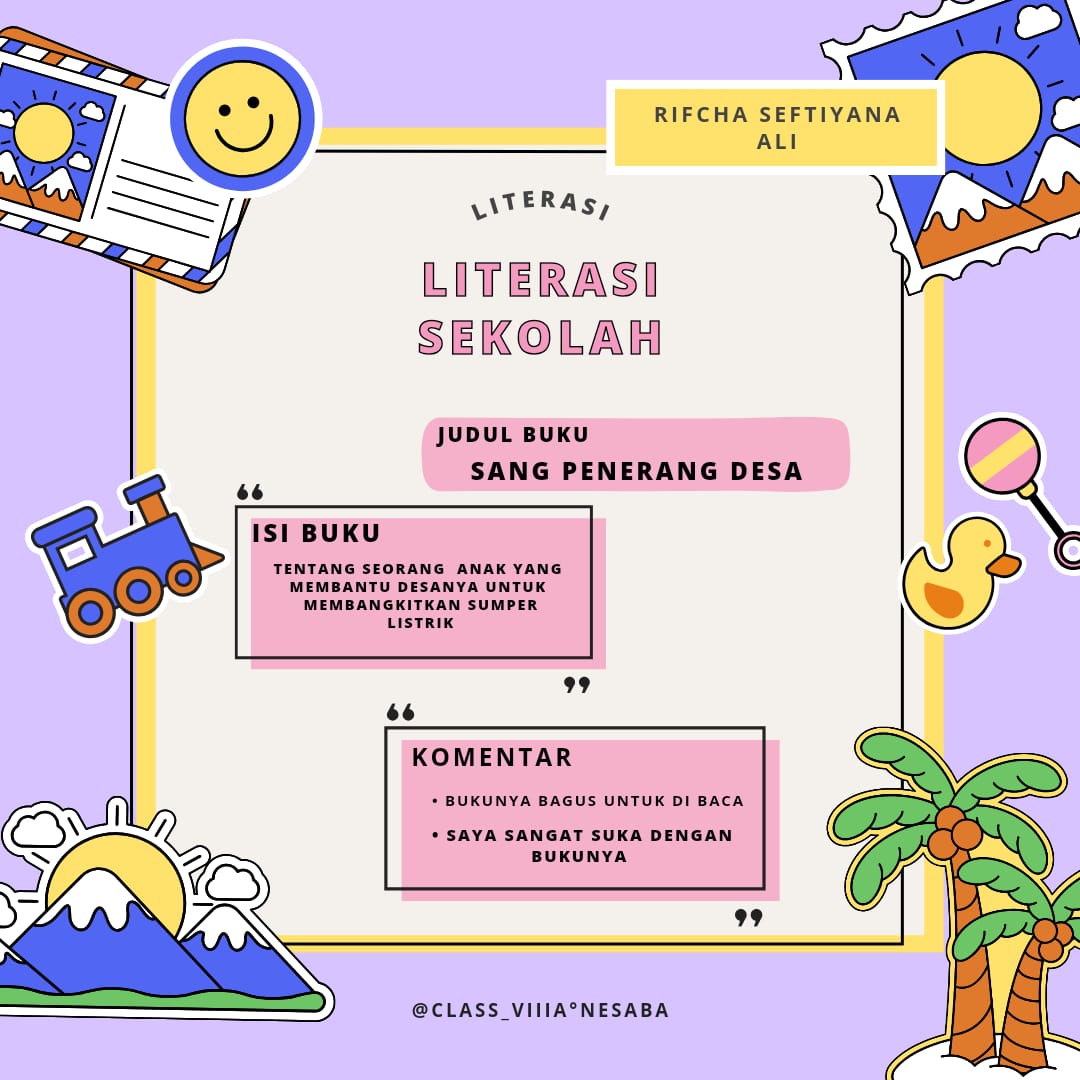 RIFCHA SEFTIYANA
ALI
LITERASI
LITERASI
SEKOLAH
JUDUL BUKU
SANG PENERANG DESA
“
ISI BUKU
TENTANG SEORANG ANAK YANG
MEMBANTU DESANYA UNTUK
MEMBANGKITKAN SUMPER
LISTRIK
”
“
KOMENTAR
• BUKUNYA BAGUS UNTUK DI BACA
• SAYA SANGAT SUKA DENGAN
BUKUNYA
”
@CLASS_VIIIA°NESABA